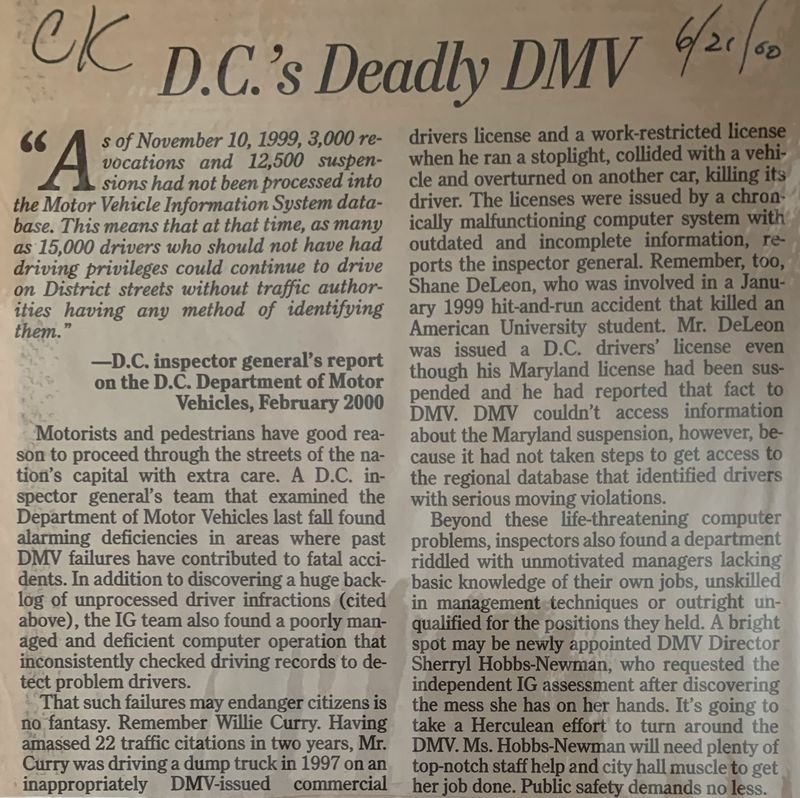 CK
D.C.'s Deadly DMV
6/21/00
“As of November 10, 1999, 3,000 re-
vocations and 12,500 suspen-
sions had not been processed into
the Motor Vehicle Information System data-
base. This means that at that time, as many
as 15,000 drivers who should not have had
driving privileges could continue to drive
on District streets without traffic author-
ities having any method of identifying
them.”
—D.C. inspector general's report
on the D.C. Department of Motor
Vehicles, February 2000
Motorists and pedestrians have good rea-
son to proceed through the streets of the na-
tion's capital with extra care. A D.C. in-
spector general's team that examined the
Department of Motor Vehicles last fall found
alarming deficiencies in areas where past
DMV failures have contributed to fatal acci-
dents. In addition to discovering a huge back-
log of unprocessed driver infractions (cited
above), the IG team also found a poorly man-
aged and deficient computer operation that
inconsistently checked driving records to de-
tect problem drivers.
That such failures may endanger citizens is
no fantasy. Remember Willie Curry. Having
amassed 22 traffic citations in two years, Mr.
Curry was driving a dump truck in 1997 on an
inappropriately DMV-issued commercial
drivers license and a work-restricted license
when he ran a stoplight, collided with a vehi-
cle and overturned on another car, killing its
driver. The licenses were issued by a chron-
ically malfunctioning computer system with
outdated and incomplete information, re-
ports the inspector general. Remember, too,
Shane DeLeon, who was involved in a Janu-
ary 1999 hit-and-run accident that killed an
American University student. Mr. DeLeon
was issued a D.C. drivers' license even
though his Maryland license had been sus-
pended and he had reported that fact to
DMV. DMV couldn't access information
about the Maryland suspension, however, be-
cause it had not taken steps to get access to
the regional database that identified drivers
with serious moving violations.
Beyond these life-threatening computer
problems, inspectors also found a department
riddled with unmotivated managers lacking
basic knowledge of their own jobs, unskilled
in management techniques or outright un-
qualified for the positions they held. A bright
spot may be newly appointed DMV Director
Sherryl Hobbs-Newman, who requested the
independent IG assessment after discovering
the mess she has on her hands. It's going to
take a Herculean effort to turn around the
DMV. Ms. Hobbs-Newman will need plenty of
top-notch staff help and city hall muscle to get
her job done. Public safety demands no less.